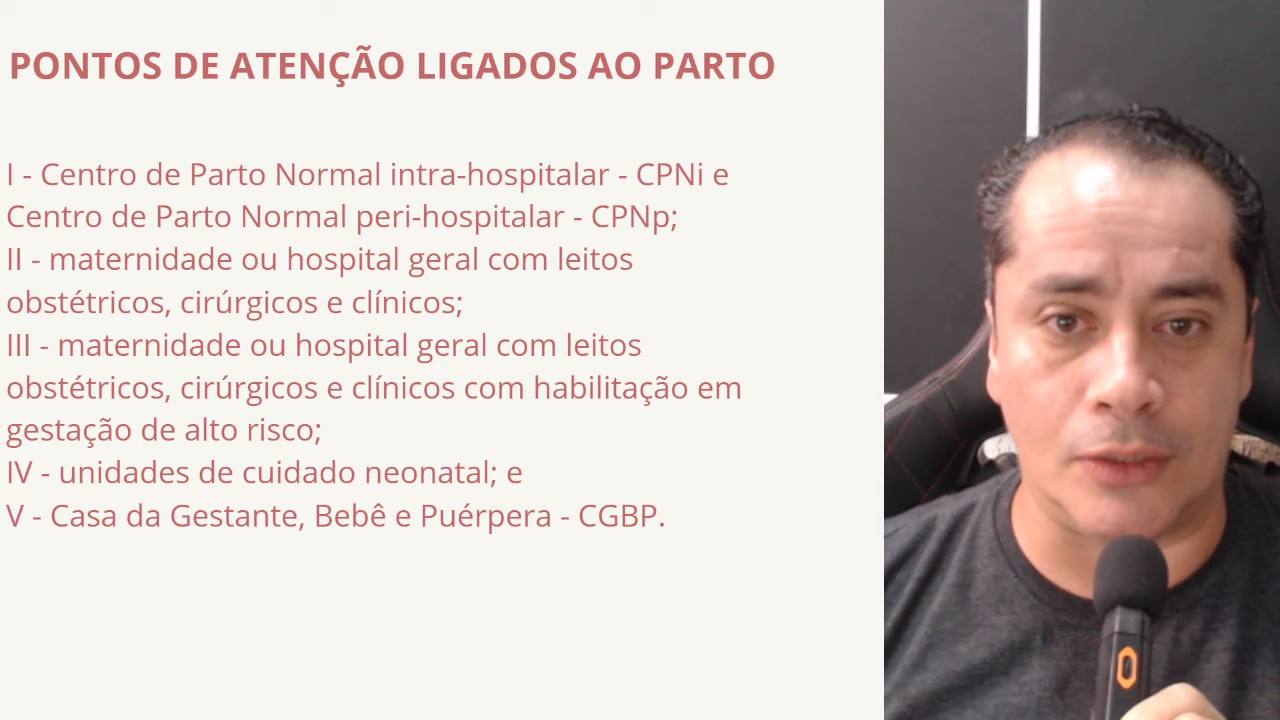 PONTOS DE ATENÇÃO LIGADOS AO PARTO
I - Centro de Parto Normal intra-hospitalar - CPNi e
Centro de Parto Normal peri-hospitalar - CPNp;
II - maternidade ou hospital geral com leitos
obstétricos, cirúrgicos e clínicos;
III - maternidade ou hospital geral com leitos
obstétricos, cirúrgicos e clínicos com habilitação em
gestação de alto risco;
IV - unidades de cuidado neonatal; e
V - Casa da Gestante, Bebê e Puérpera - CGBP.